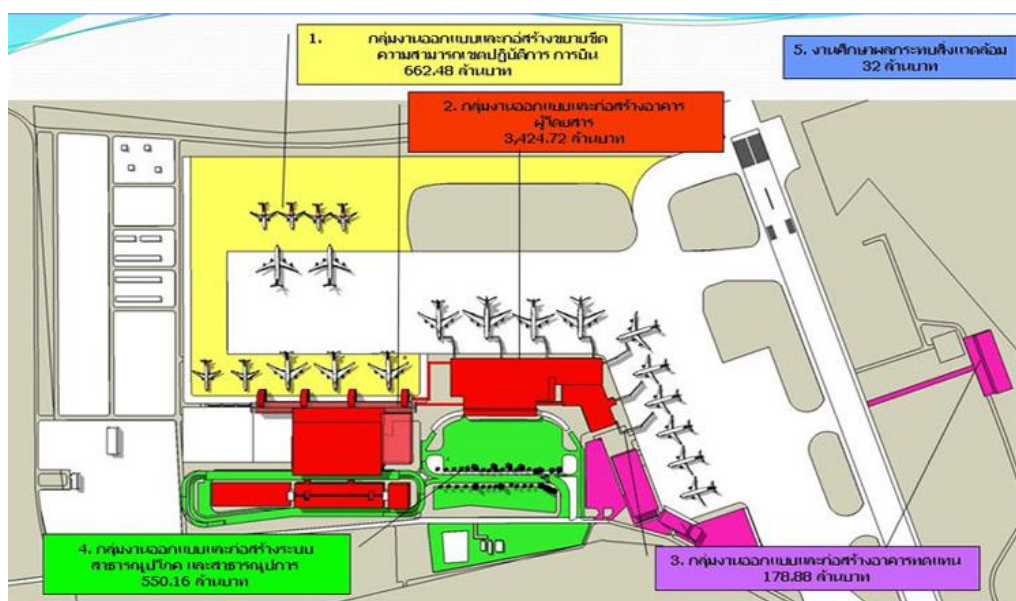 1. กลุ่มงานออกแบบและก่อสร้างขยายขีด
ความสามารถเขตปฏิบัติการ การบิน
662.48 ล้านบาท
2. กลุ่มงานออกแบบและก่อสร้างอาคาร
ผู้โดยสาร
3,424.72 ล้านบาท
5. งานศึกษาผลกระทบสิ่งแวดล้อม
32 ล้านบาท
4. กลุ่มงานออกแบบและก่อสร้างระบบ
สาธารณูปโภค และสาธารณูปการ
550.16 ล้านบาท
3. กลุ่มงานออกแบบและก่อสร้างอาคารทดแทน
178.88 ล้านบาท